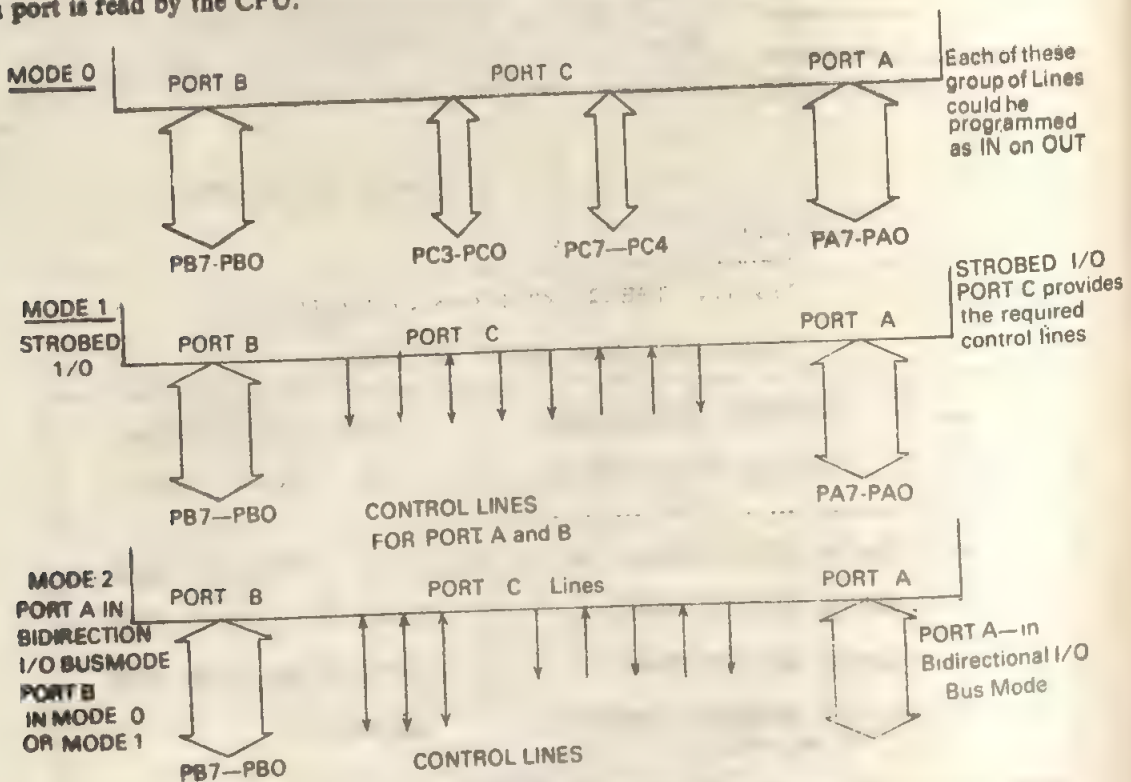 port is read by the CPU.
MODE 0
PORT B
PORT C
PORT A
Each of these
group of Lines
could be
programmed
as IN on OUT
PB7-PBO
PC3-PCO
PC7—PC4
PA7-PAO
MODE 1
STROBED
1/0
PORT B
PORT C
PORT A
STROBED I/O
PORT C provides
the required
control lines
PB7—PBO
CONTROL LINES
FOR PORT A and B
PA7-PAO
MODE 2
PORT A IN
BIDIRECTION
I/O BUSMODE
PORT B
IN MODE 0
OR MODE 1
PORT B
PORT C Lines
PORT A
PORT A—in
Bidirectional I/O
Bus Mode
PB7—PBO
CONTROL LINES